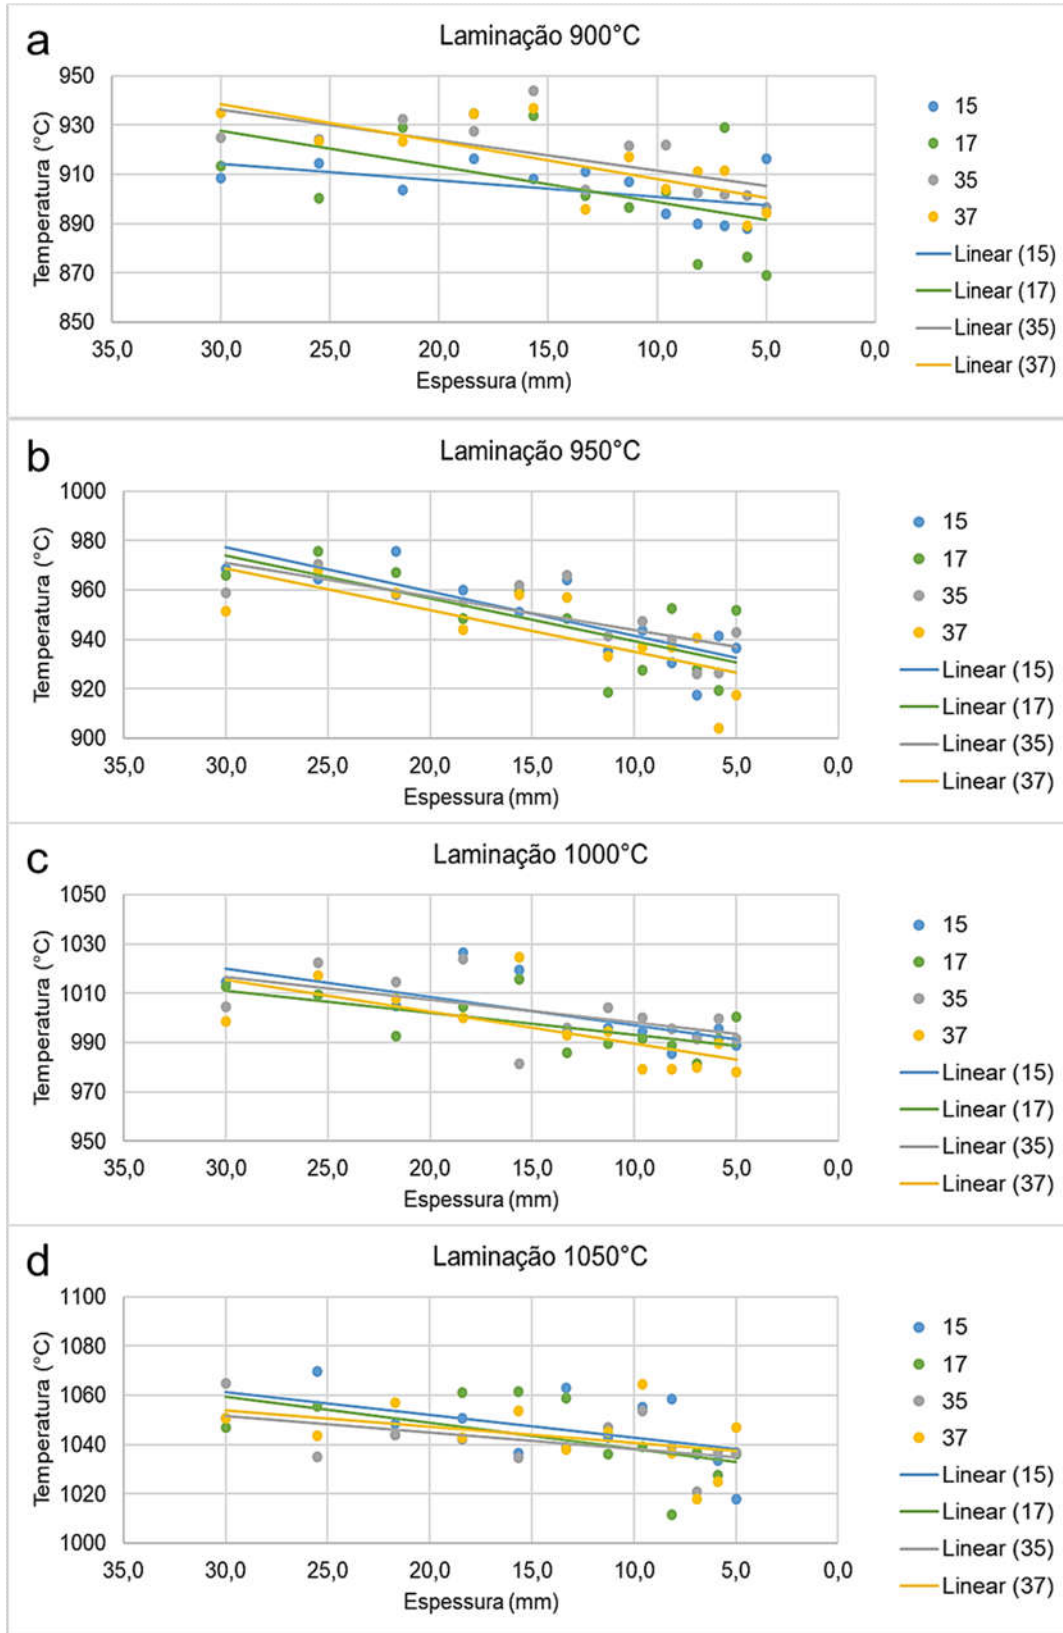 a
Laminação 900°C
Temperatura (°C)
950
930
910
890
870
850
35,0 30,0 25,0 20,0 15,0 10,0 5,0 0,0
Espessura (mm)
15
17
35
37
Linear (15)
Linear (17)
Linear (35)
Linear (37)
b
Laminação 950°C
Temperatura (°C)
1000
980
960
940
920
900
35,0 30,0 25,0 20,0 15,0 10,0 5,0 0,0
Espessura (mm)
15
17
35
37
Linear (15)
Linear (17)
Linear (35)
Linear (37)
c
Laminação 1000°C
Temperatura (°C)
1050
1030
1010
990
970
950
35,0 30,0 25,0 20,0 15,0 10,0 5,0 0,0
Espessura (mm)
15
17
35
37
Linear (15)
Linear (17)
Linear (35)
Linear (37)
d
Laminação 1050°C
Temperatura (°C)
1100
1080
1060
1040
1020
1000
35,0 30,0 25,0 20,0 15,0 10,0 5,0 0,0
Espessura (mm)
15
17
35
37
Linear (15)
Linear (17)
Linear (35)
Linear (37)